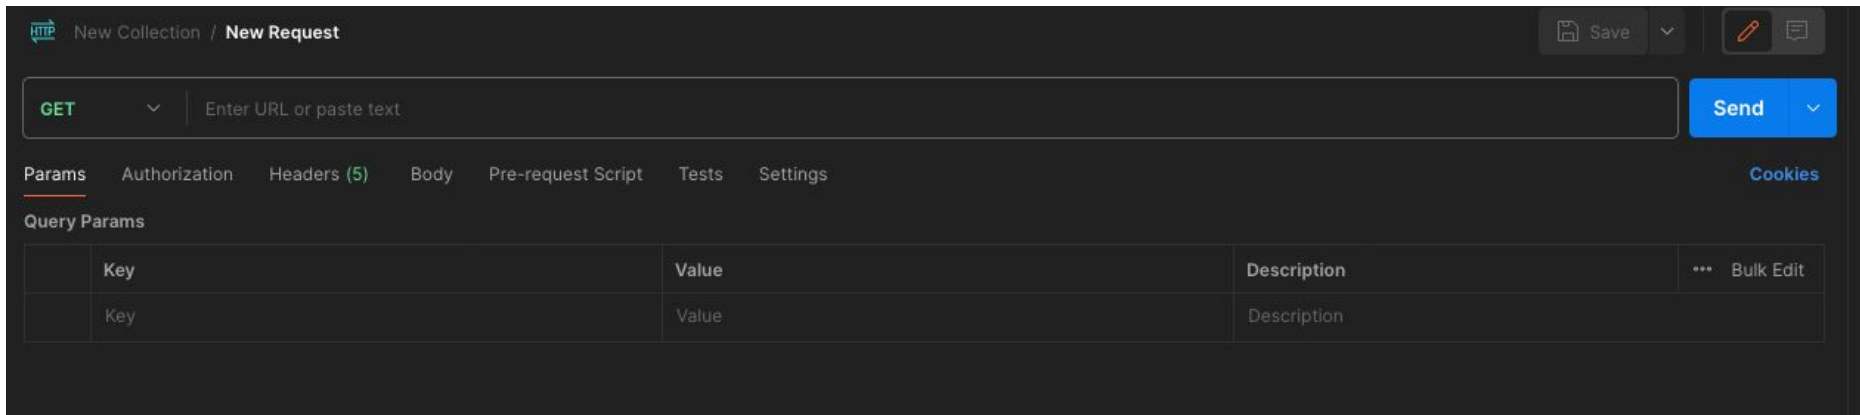 HTTP New Collection / New Request Save
GET Enter URL or paste text Send
Params Authorization Headers (5) Body Pre-request Script Tests Settings Cookies
Query Params
Key Value Description ••• Bulk Edit
Key Value Description